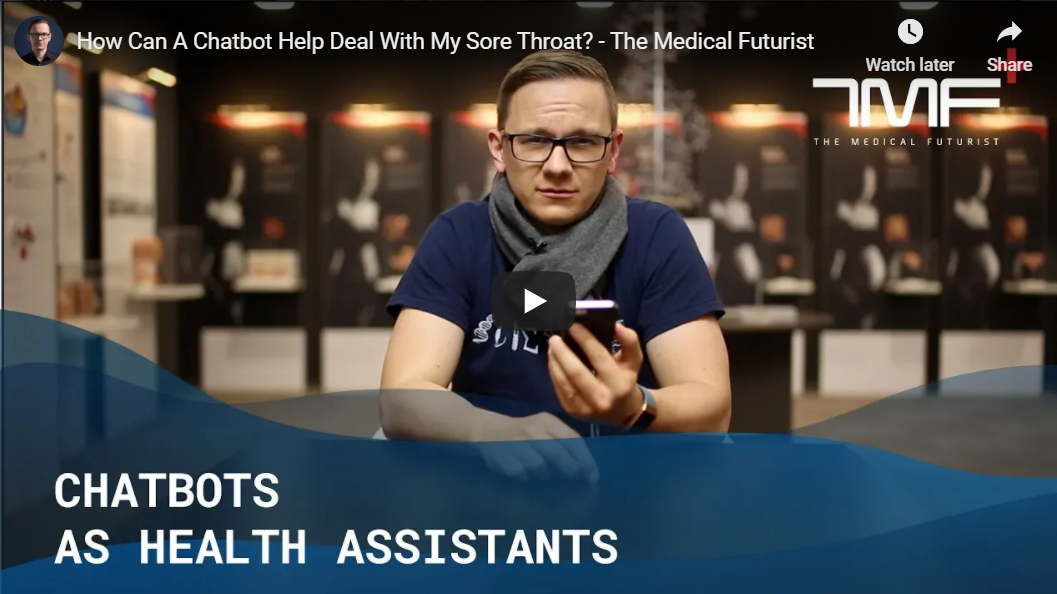 How Can A Chatbot Help Deal With My Sore Throat? - The Medical Futurist
Watch later
Share
TMF
THE MEDICAL FUTURIST
CHATBOTS
AS HEALTH ASSISTANTS